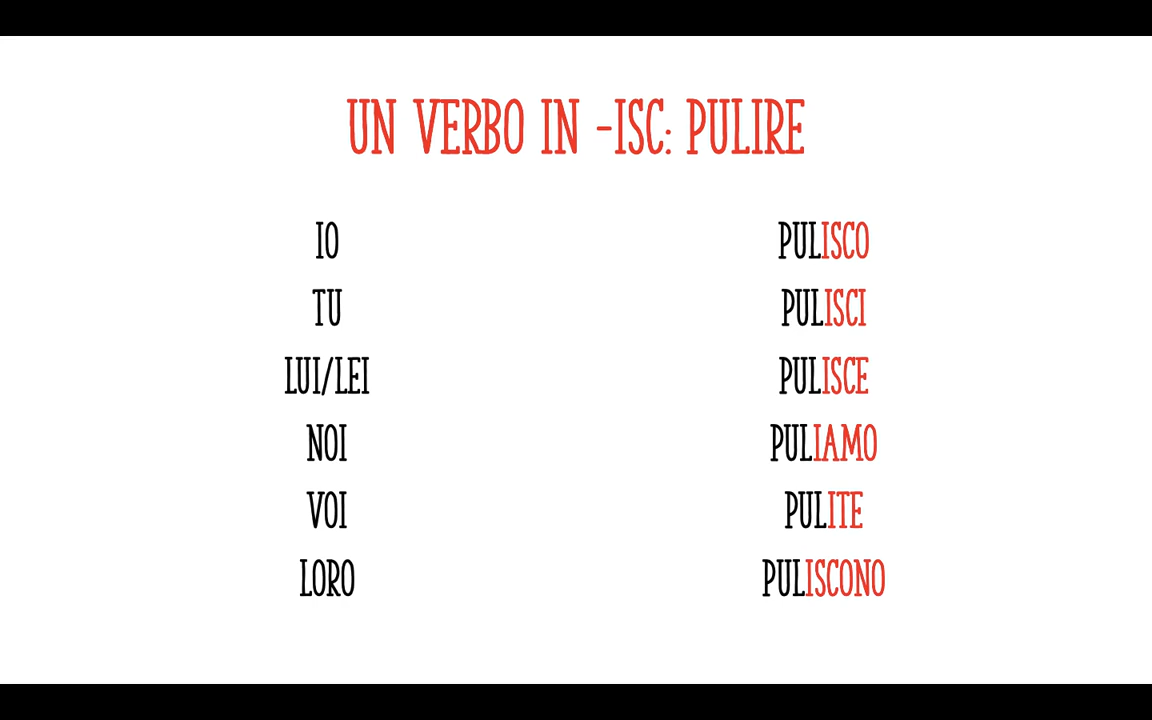 UN VERBO IN -ISC: PULIRE
IO PULISCO
TU PULISCI
LUI/LEI PULISCE
NOI PULIAMO
VOI PULITE
LORO PULISCONO